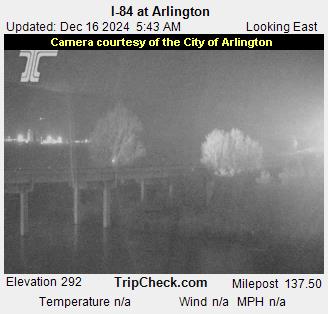 I-84 at Arlington
Updated: Dec 16 2024 5:43 AM Looking East
Camera courtesy of the City of Arlington
Elevation 292 TripCheck.com Milepost 137.50
Temperature n/a Wind n/a MPH n/a